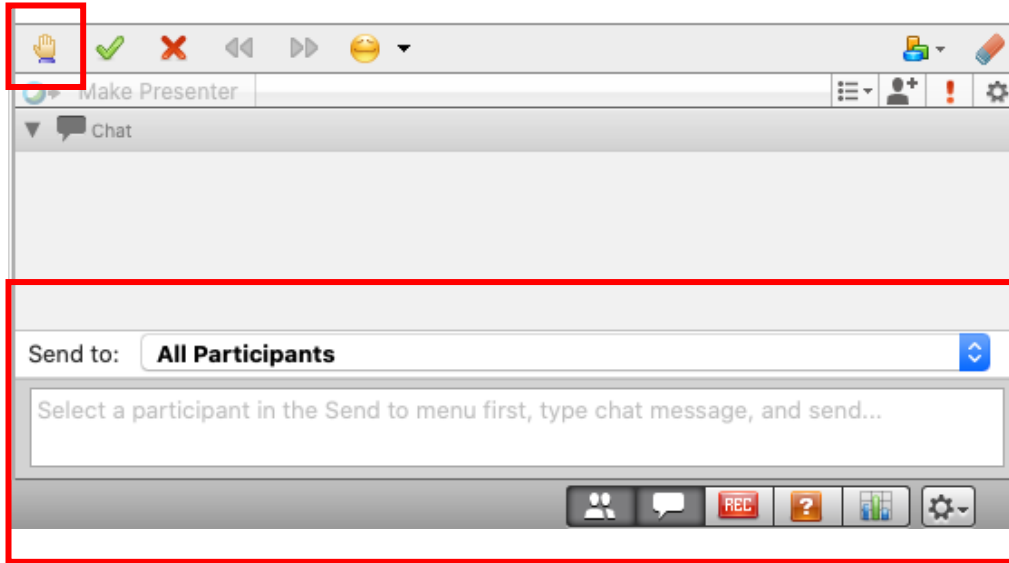 Make Presenter
Chat
Send to: All Participants
Select a participant in the Send to menu first, type chat message, and send...
REC
?